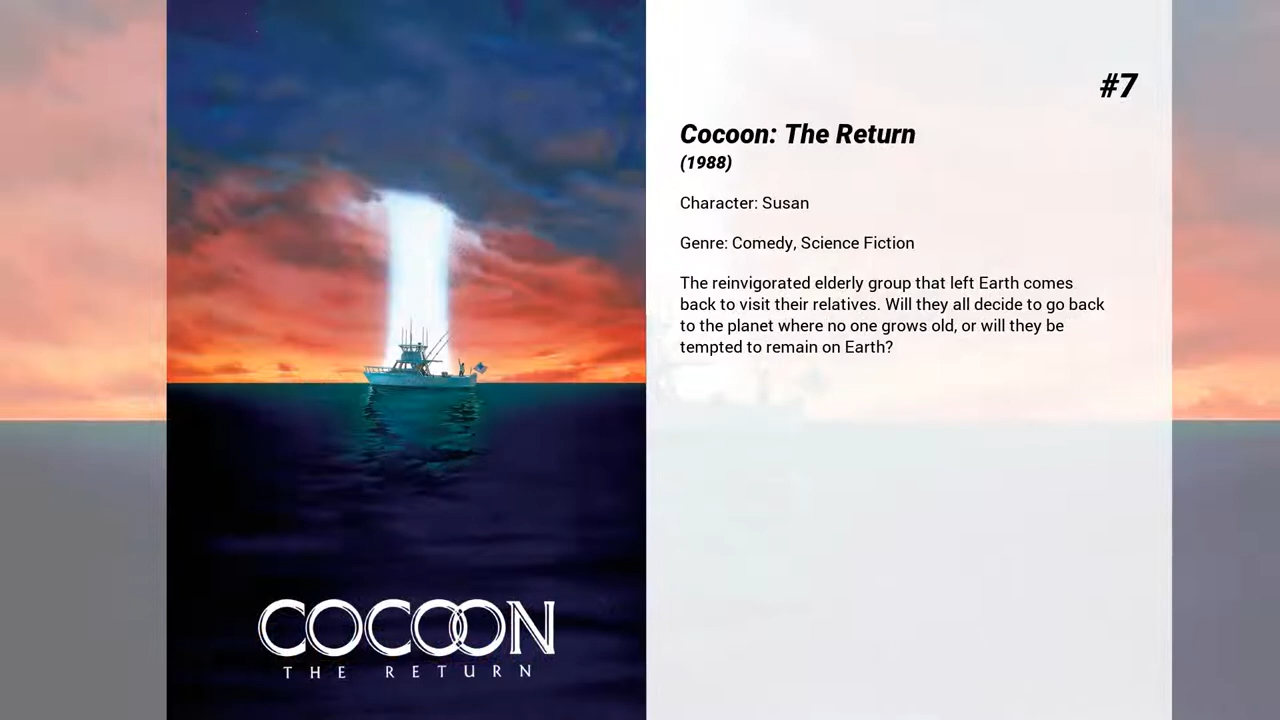 COCOON
THE RETURN
#7
Cocoon: The Return
(1988)
Character: Susan
Genre: Comedy, Science Fiction
The reinvigorated elderly group that left Earth comes
back to visit their relatives. Will they all decide to go back
to the planet where no one grows old, or will they be
tempted to remain on Earth?